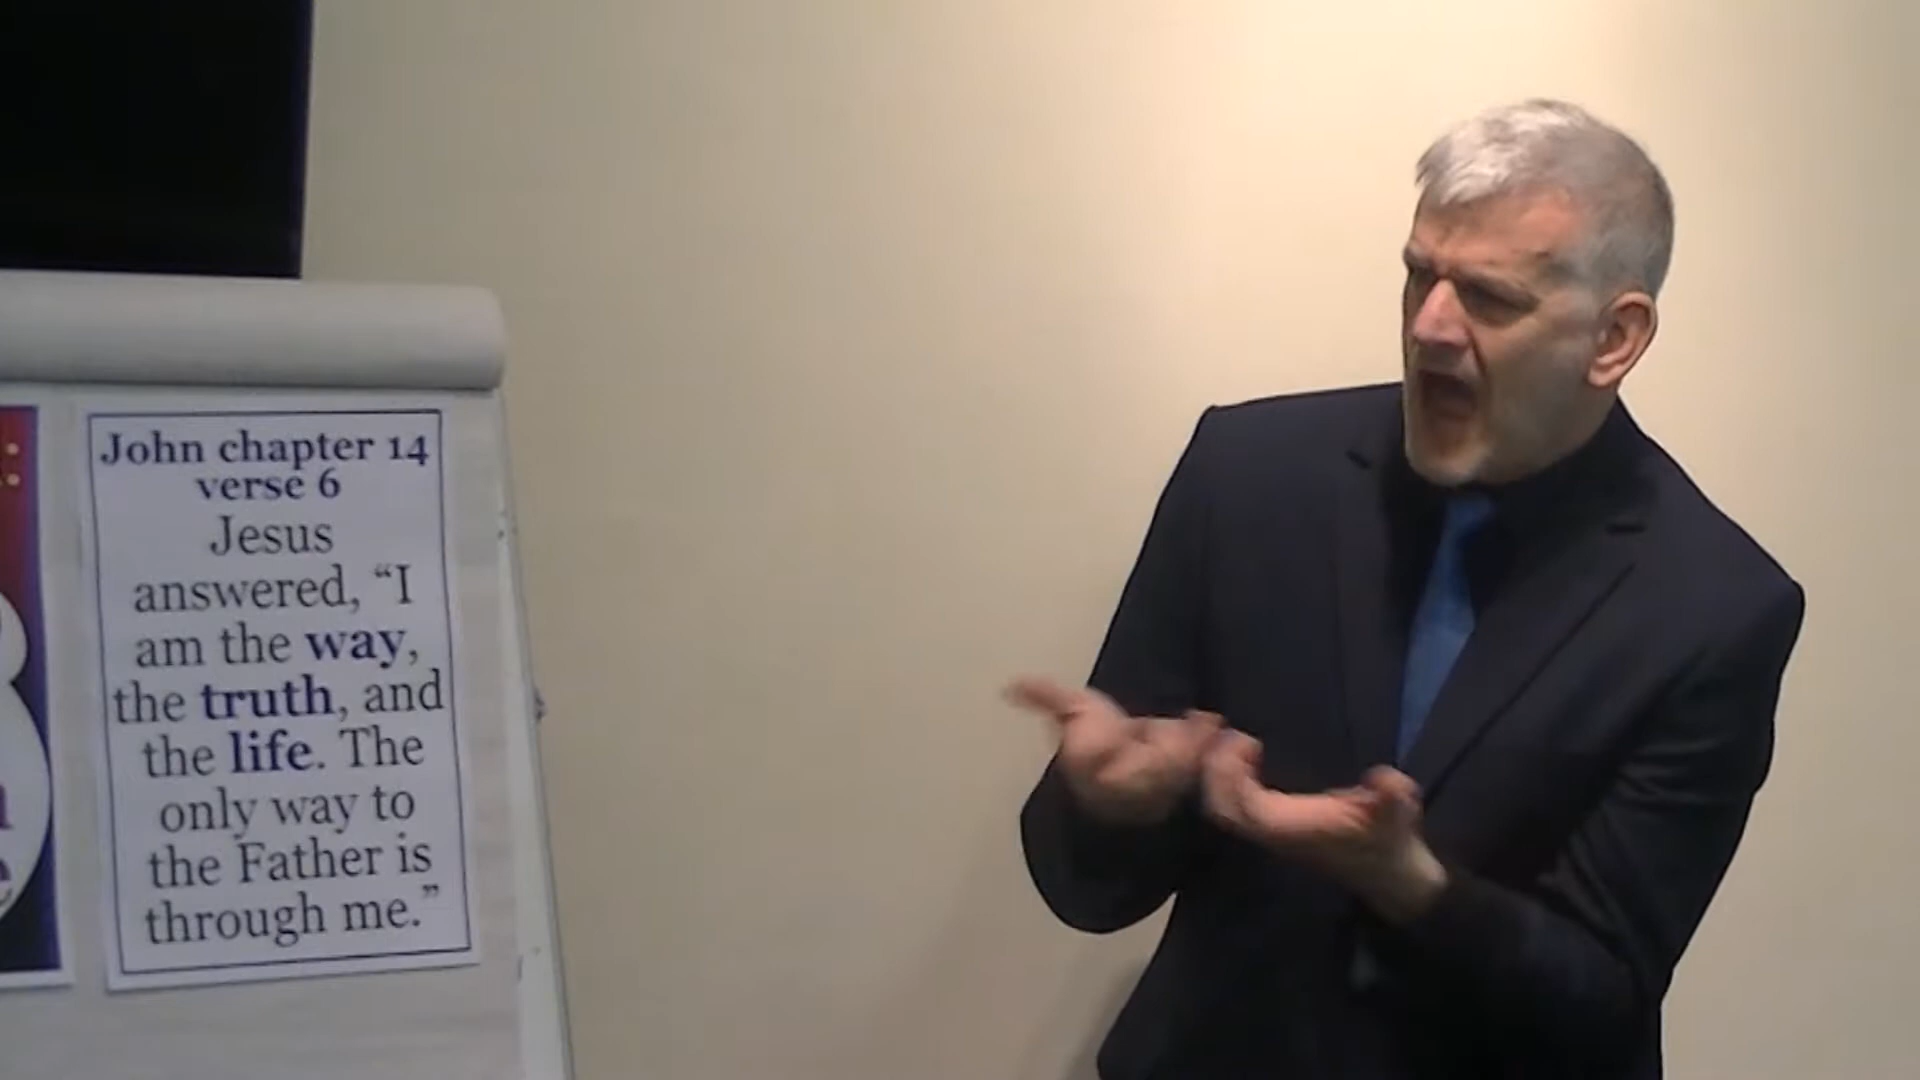 John chapter 14
verse 6
Jesus
answered, “I
am the way,
the truth, and
the life. The
only way to
the Father is
through me.”